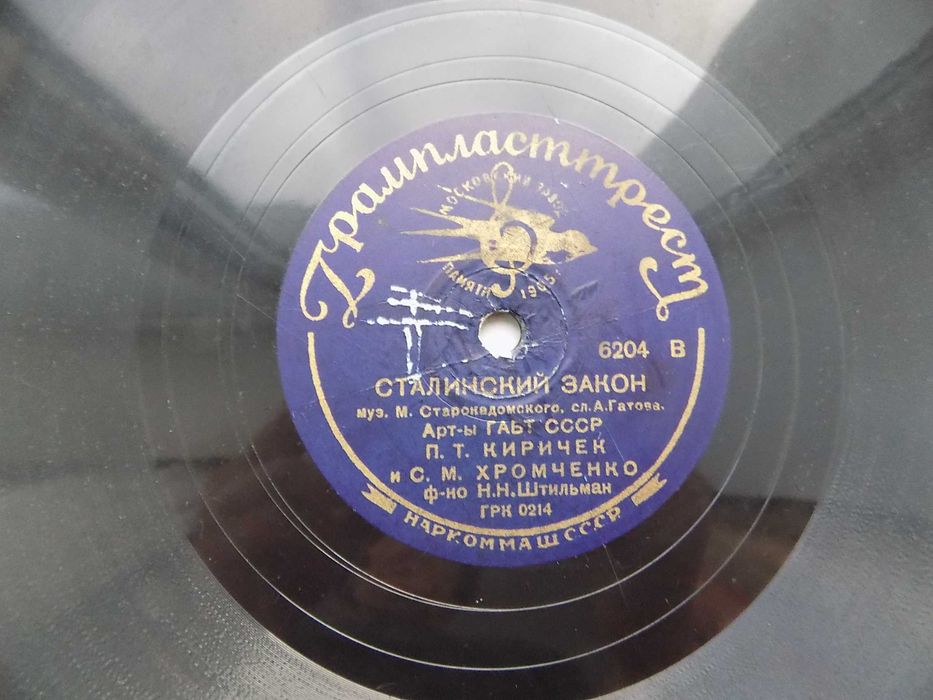 Грампласттрест
МОСКОВСКИЙ ЗАВОД
ПАМЯТИ 1905 г.
6204 В
СТАЛИНСКИЙ ЗАКОН
муз. М. Старокадомского, сл. А. Гатова.
Арт-ы ГАБТ СССР
П. Т. КИРИЧЕК
и С. М. ХРОМЧЕНКО
ф-но Н.Н.Штильман
ГРК 0214
НАРКОММАШ СССР